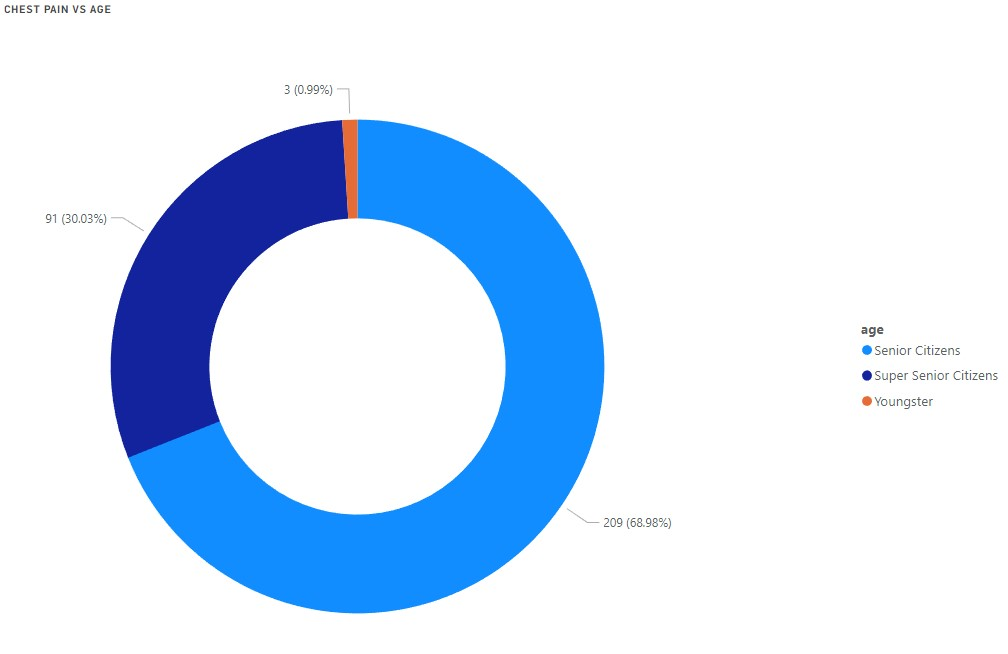 CHEST PAIN VS AGE
3 (0.99%)
91 (30.03%)
209 (68.98%)
age
Senior Citizens
Super Senior Citizens
Youngster